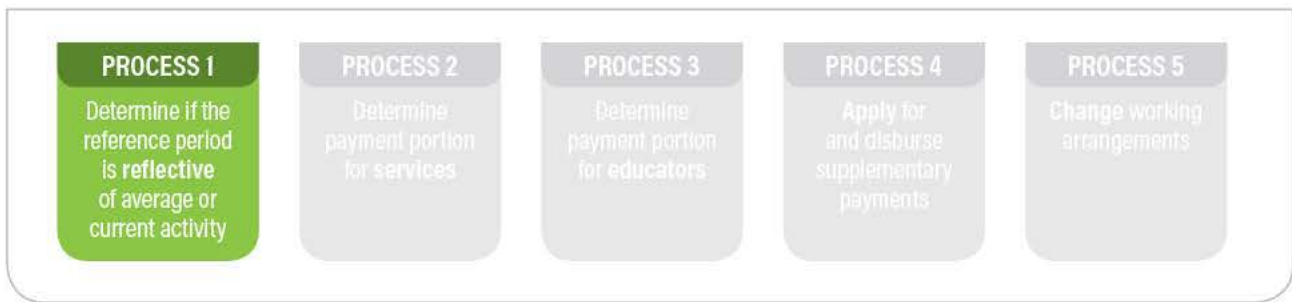 PROCESS 1
Determine if the
reference period
is reflective
of average or
current activity
PROCESS 2
Determine
payment portion
for services
PROCESS 3
Determine
payment portion
for educators
PROCESS 4
Apply for
and disburse
supplementary
payments
PROCESS 5
Change working
arrangements